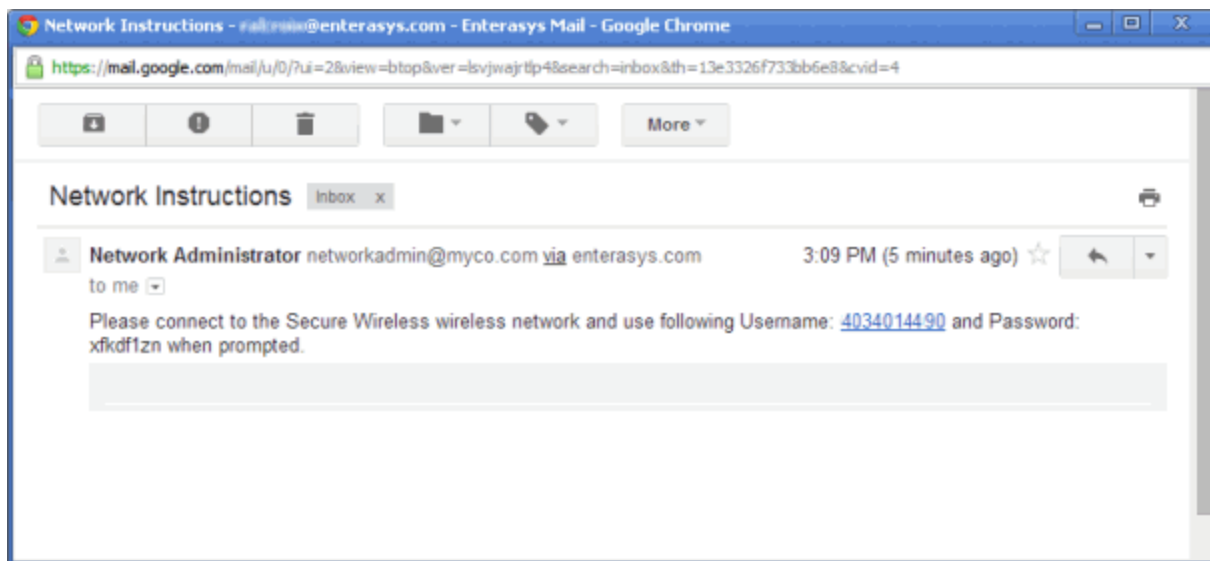 Network Instructions - @enterasys.com - Enterasys Mail - Google Chrome
https://mail.google.com/mail/u/0/?ui=2&view=btop&ver=lsvjwajrtlp4&search=inbox&th=13e3326f733bb6e8&cvid=4
More
Network Instructions Inbox x
Network Administrator networkadmin@myco.com via enterasys.com 3:09 PM (5 minutes ago)
to me
Please connect to the Secure Wireless wireless network and use following Username: 4034014490 and Password:
xfkdf1zn when prompted.